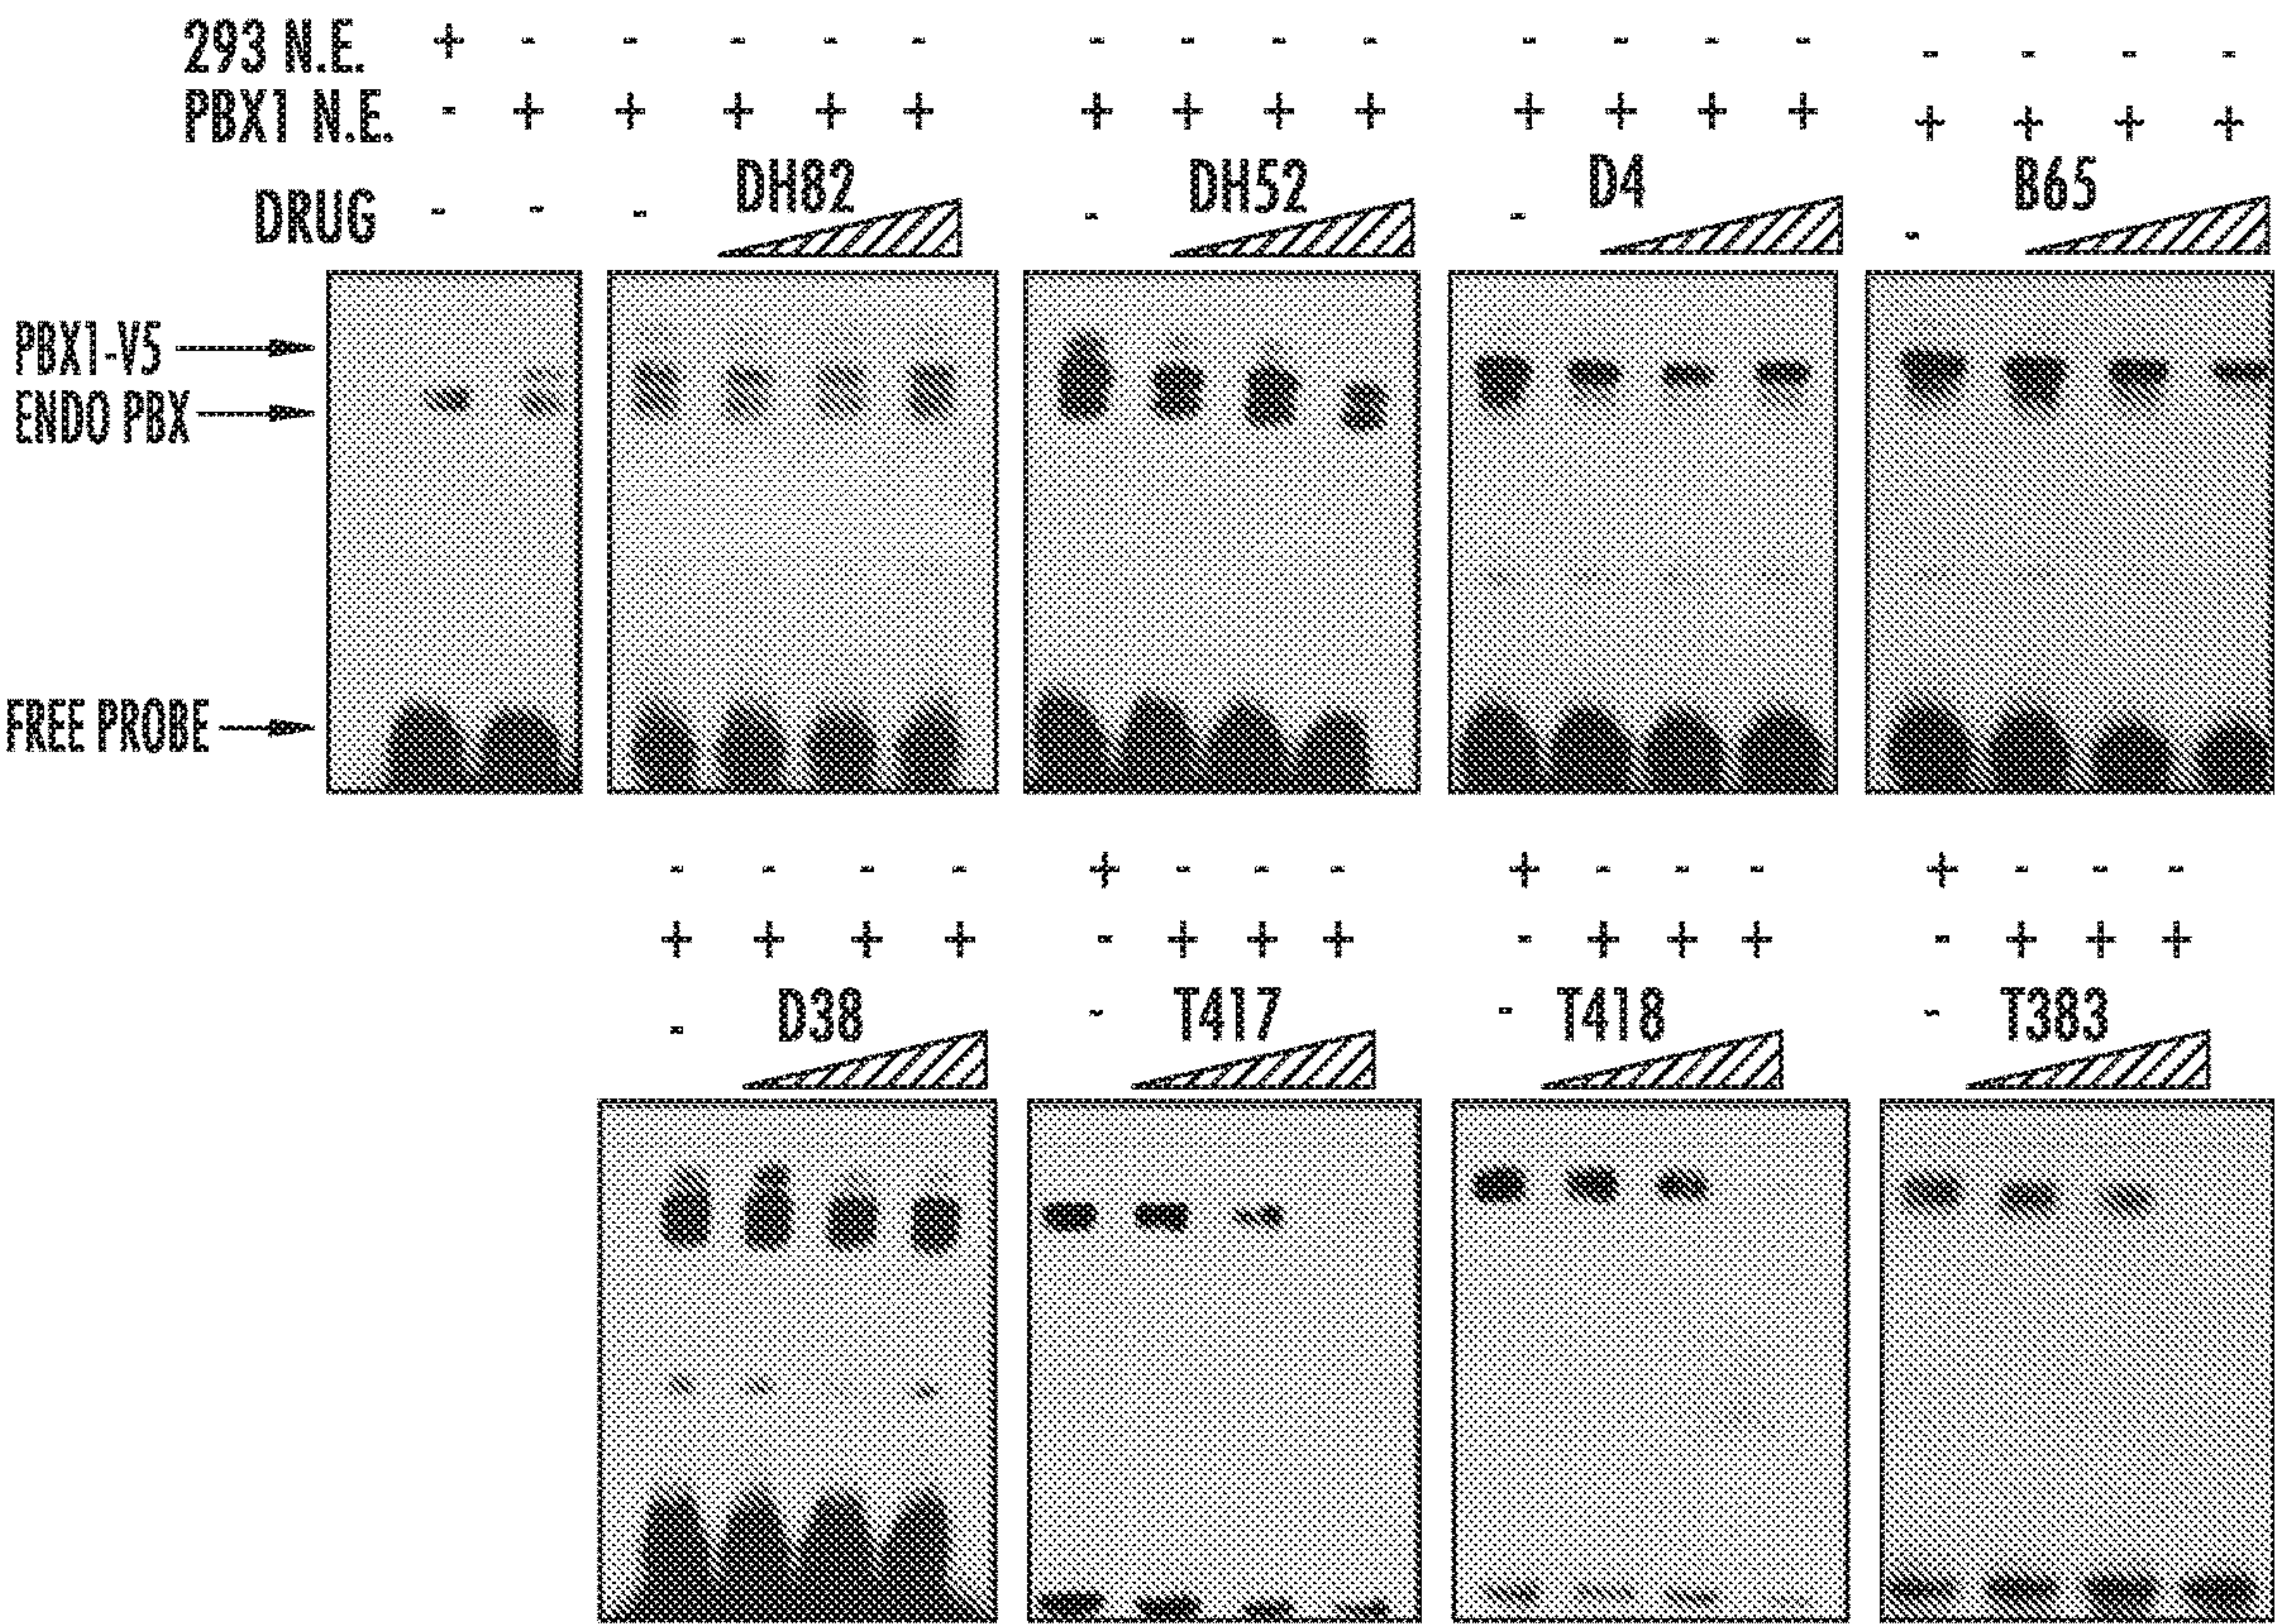 293 N.E. + - - - - - - - - - - - - - - - - -
PBX1 N.E. - + + + + + + + + + + + + + + + + +
DH82 DH52 D4 B65
DRUG - - - - - -
PBX1-V5
ENDO PBX
FREE PROBE
- - - - + - - - + - - - + - - -
+ + + + - + + + - + + + - + + +
- D38 - T417 - T418 - T383